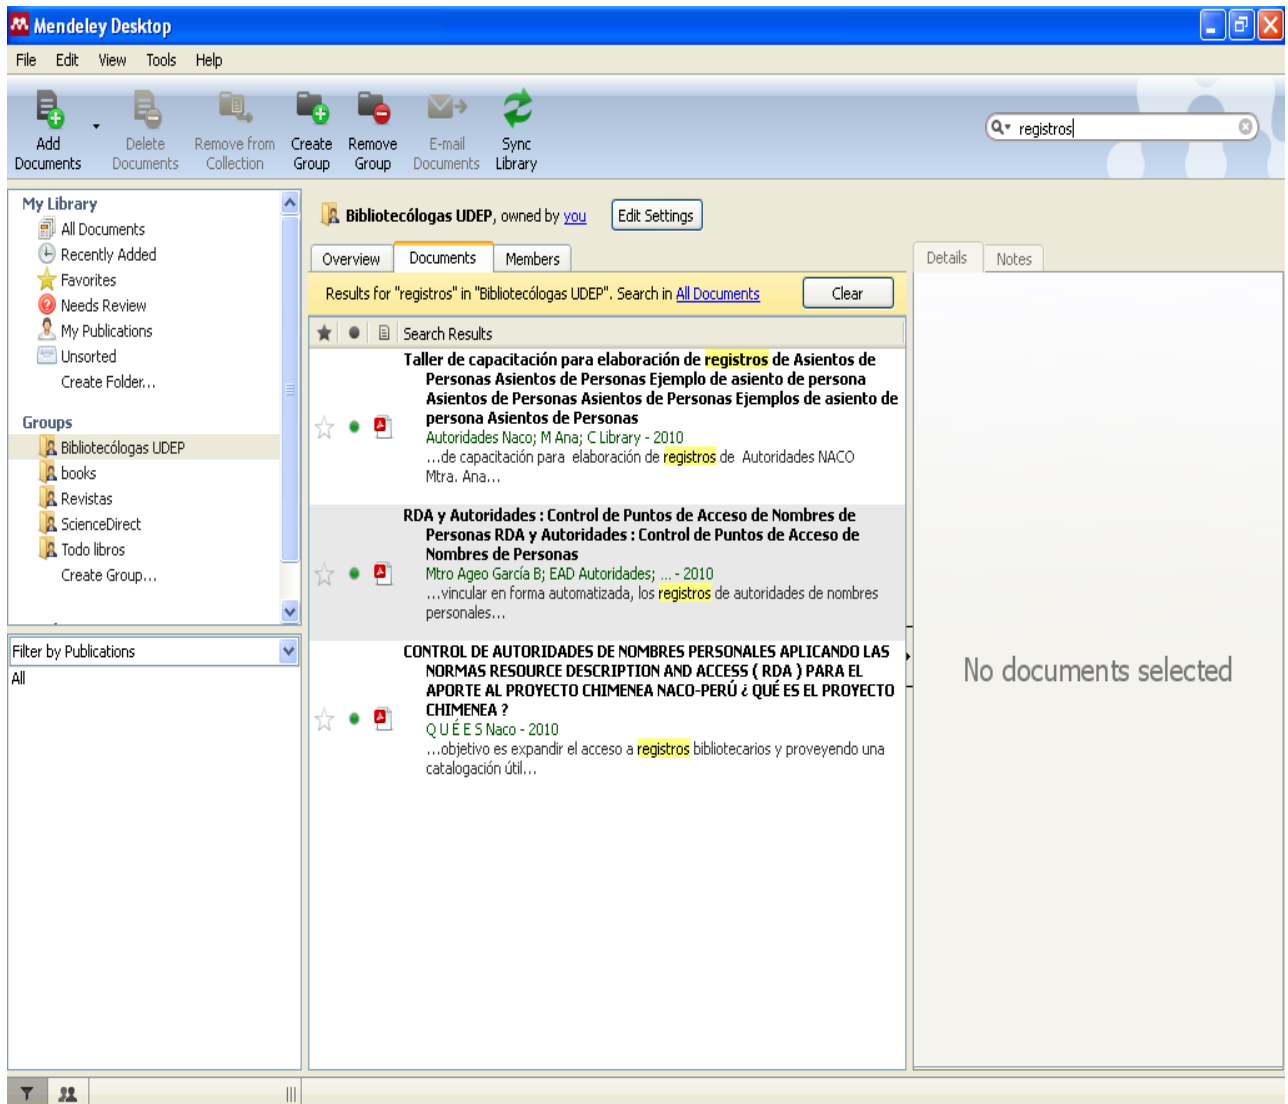 Mendeley Desktop
File Edit View Tools Help
Add Documents
Delete Documents
Remove from Collection
Create Group
Remove Group
E-mail Documents
Sync Library
registros
My Library
All Documents
Recently Added
Favorites
Needs Review
My Publications
Unsorted
Create Folder...
Groups
Bibliotecólogas UDEP
books
Revistas
ScienceDirect
Todo libros
Create Group...
Filter by Publications
All
Bibliotecólogas UDEP, owned by you Edit Settings
Overview Documents Members
Results for "registros" in "Bibliotecólogas UDEP". Search in All Documents Clear
Search Results
Taller de capacitación para elaboración de registros de Asientos de
Personas Asientos de Personas Ejemplo de asiento de persona
Asientos de Personas Asientos de Personas Ejemplos de asiento de
persona Asientos de Personas
Autoridades Naco; M Ana; C Library - 2010
...de capacitación para elaboración de registros de Autoridades NACO
Mtra. Ana...
RDA y Autoridades : Control de Puntos de Acceso de Nombres de
Personas RDA y Autoridades : Control de Puntos de Acceso de
Nombres de Personas
Mtro Ageo García B; EAD Autoridades; ... - 2010
...vincular en forma automatizada, los registros de autoridades de nombres
personales...
CONTROL DE AUTORIDADES DE NOMBRES PERSONALES APLICANDO LAS
NORMAS RESOURCE DESCRIPTION AND ACCESS ( RDA ) PARA EL
APORTE AL PROYECTO CHIMENEA NACO-PERÚ ¿ QUÉ ES EL PROYECTO
CHIMENEA ?
Q U É E S Naco - 2010
...objetivo es expandir el acceso a registros bibliotecarios y proveyendo una
catalogación útil...
Details Notes
No documents selected